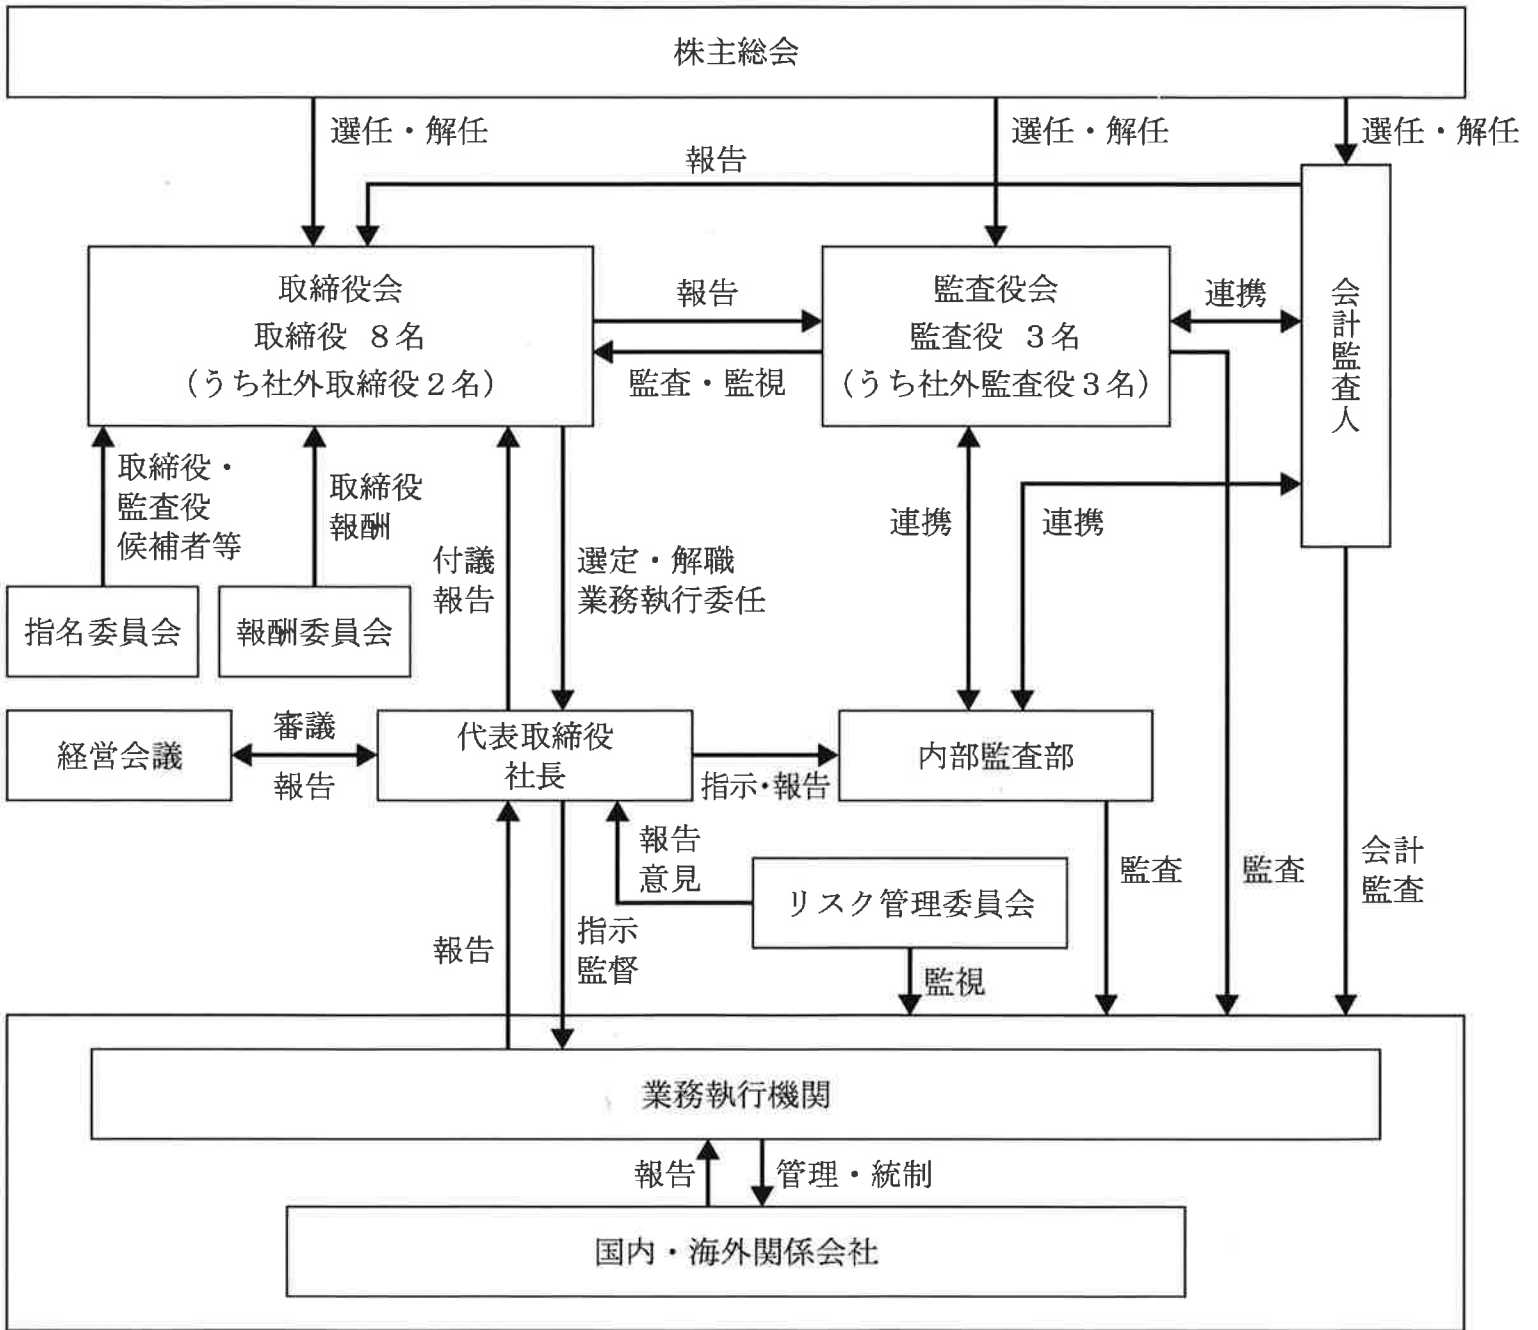 株主総会
選任・解任
選任・解任
選任・解任
報告
取締役会
取締役 8名
(うち社外取締役2名)
報告
監査・監視
監査役会
監査役 3名
(うち社外監査役3名)
連携
会計監査人
取締役・
監査役
候補者等
取締役
報酬
付議
報告
選定・解職
業務執行委任
連携
連携
指名委員会
報酬委員会
経営会議
審議
報告
代表取締役
社長
指示・報告
内部監査部
報告
意見
リスク管理委員会
監査
監査
会計
監査
報告
指示
監督
監視
業務執行機関
報告
管理・統制
国内・海外関係会社